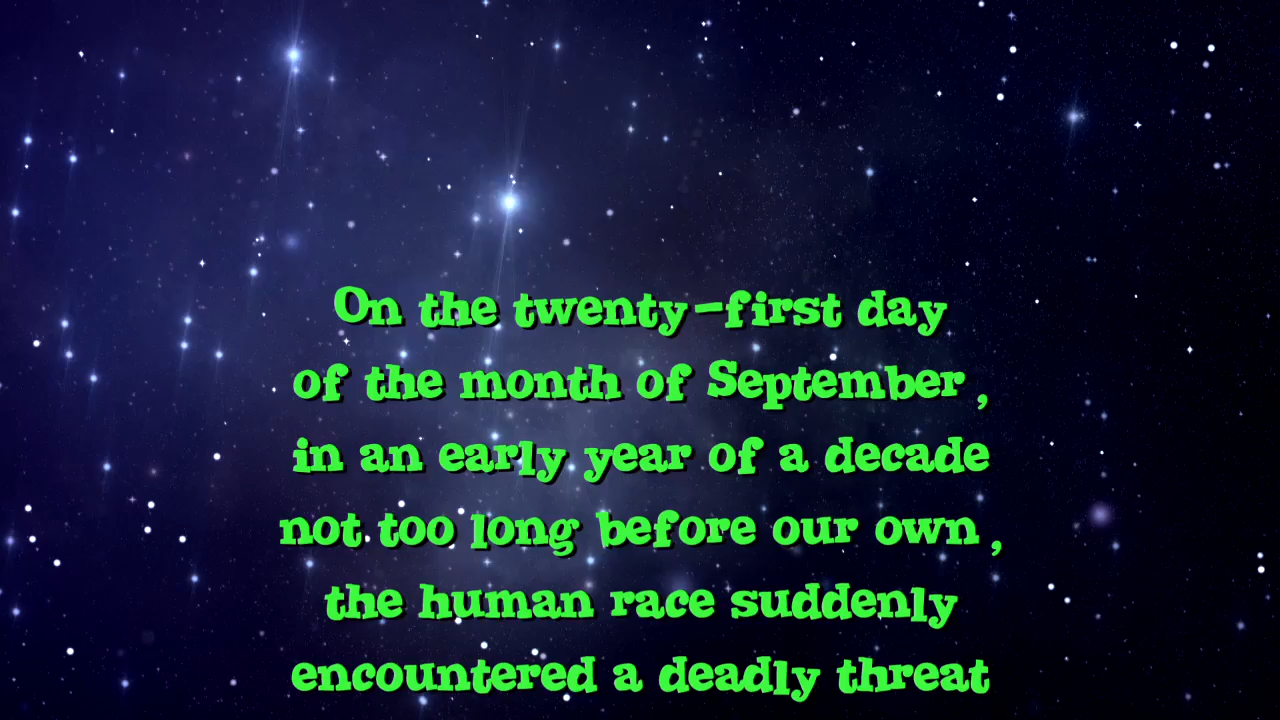 On the twenty-first day
of the month of September,
in an early year of a decade
not too long before our own,
the human race suddenly
encountered a deadly threat